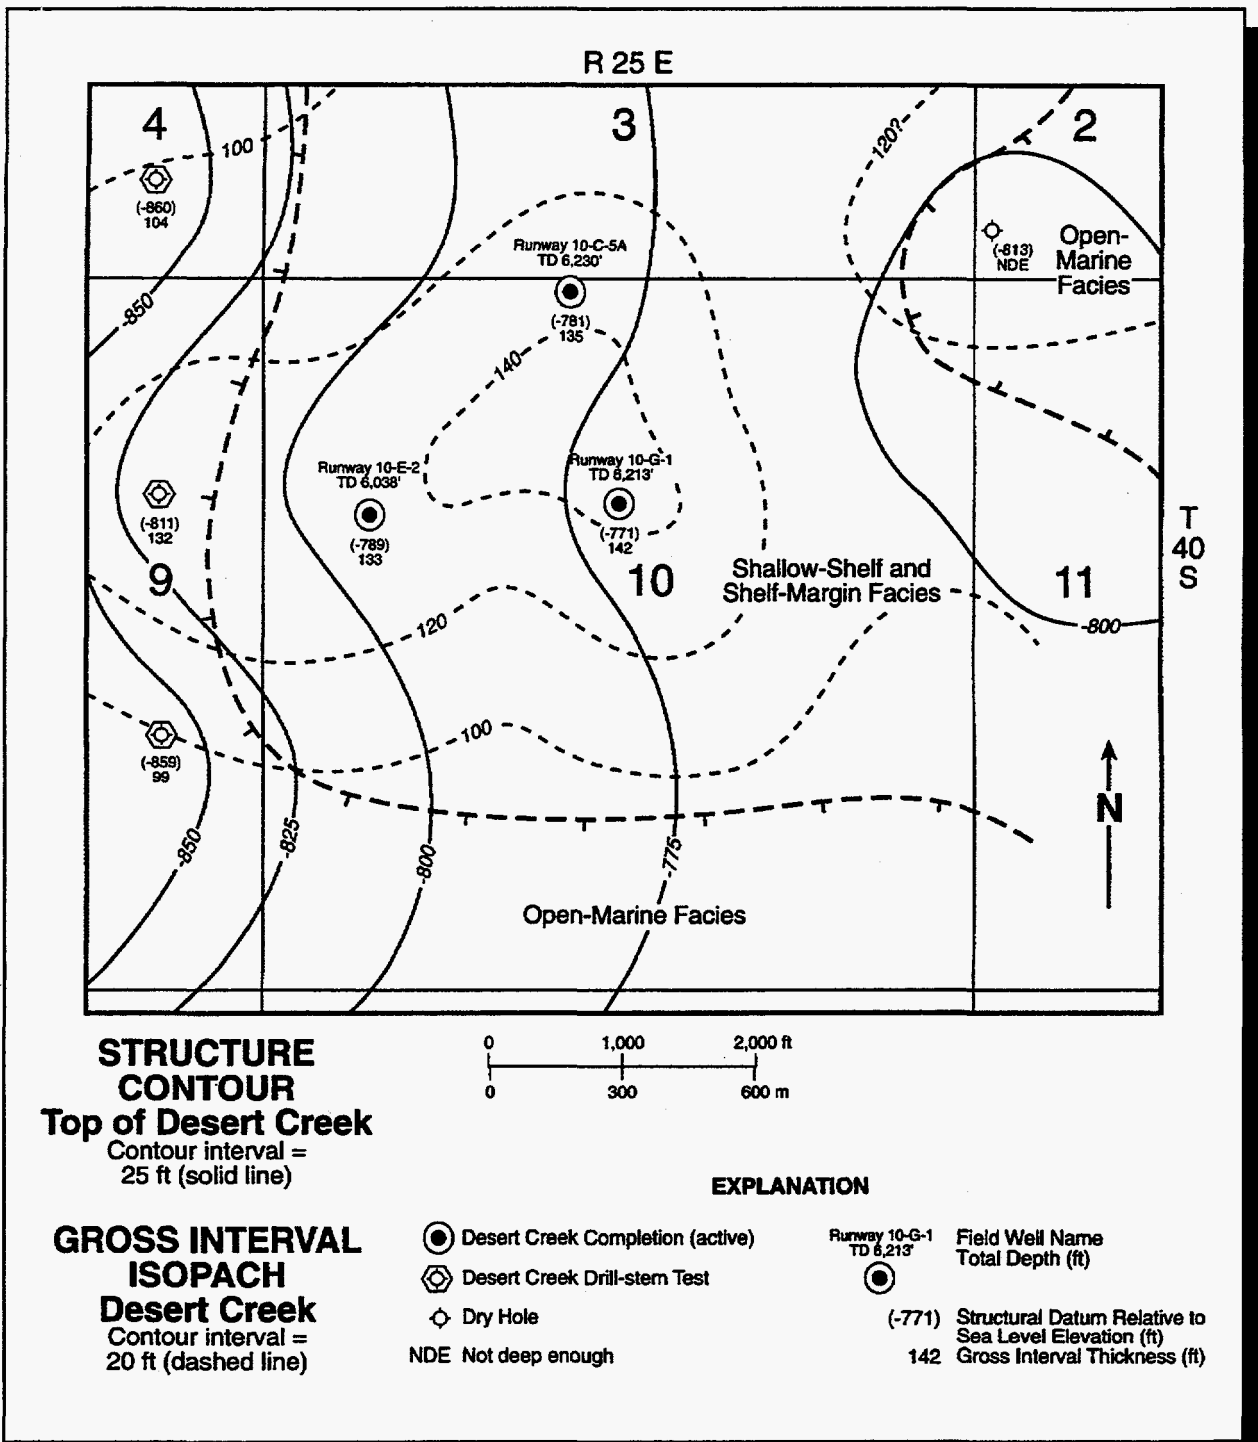 R 25 E
4
3
2
100
120?
(-860)
104
Runway 10-C-5A
TD 6,230'
(-813)
NDE
Open-
Marine
Facies
-850
(-781)
135
140
Runway 10-E-2
TD 6,038'
Runway 10-G-1
TD 6,213'
(-811)
132
(-789)
133
(-771)
142
T
40
S
9
10
Shallow-Shelf and
Shelf-Margin Facies
11
120
-800
100
(-859)
99
N
-850
-825
-800
-775
Open-Marine Facies
STRUCTURE
CONTOUR
Top of Desert Creek
Contour interval =
25 ft (solid line)
0 1,000 2,000 ft
0 300 600 m
EXPLANATION
GROSS INTERVAL
ISOPACH
Desert Creek
Contour interval =
20 ft (dashed line)
Desert Creek Completion (active)
Desert Creek Drill-stem Test
Dry Hole
NDE Not deep enough
Runway 10-G-1
TD 6,213'
Field Well Name
Total Depth (ft)
(-771) Structural Datum Relative to
Sea Level Elevation (ft)
142 Gross Interval Thickness (ft)